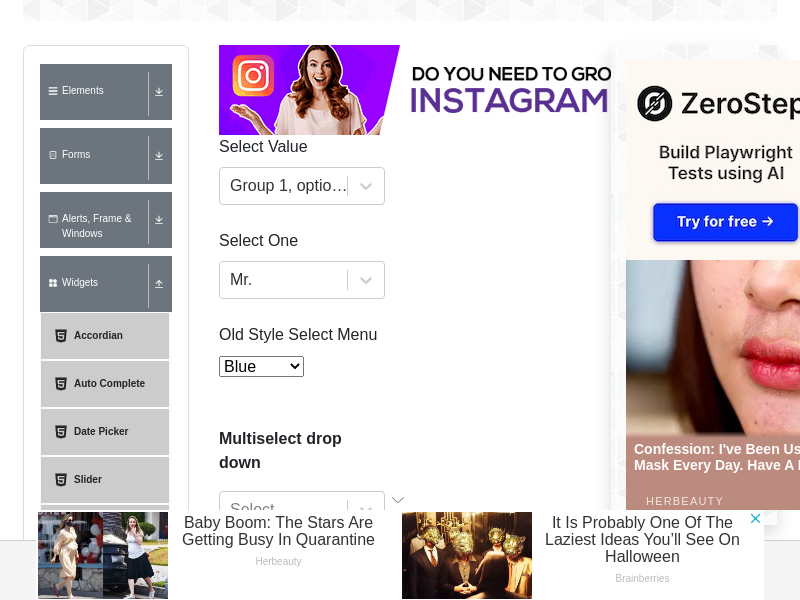 Elements
Forms
Alerts, Frame &
Windows
Widgets
Accordian
Auto Complete
Date Picker
Slider
DO YOU NEED TO GRO
INSTAGRAM
Select Value
Group 1, optio...
Select One
Mr.
Old Style Select Menu
Blue
Multiselect drop
down
Select
ZeroStep
Build Playwright
Tests using AI
Try for free →
Confession: I've Been Us
Mask Every Day. Have A
HERBEAUTY
Baby Boom: The Stars Are
Getting Busy In Quarantine
Herbeauty
It Is Probably One Of The
Laziest Ideas You'll See On
Halloween
Brainberries